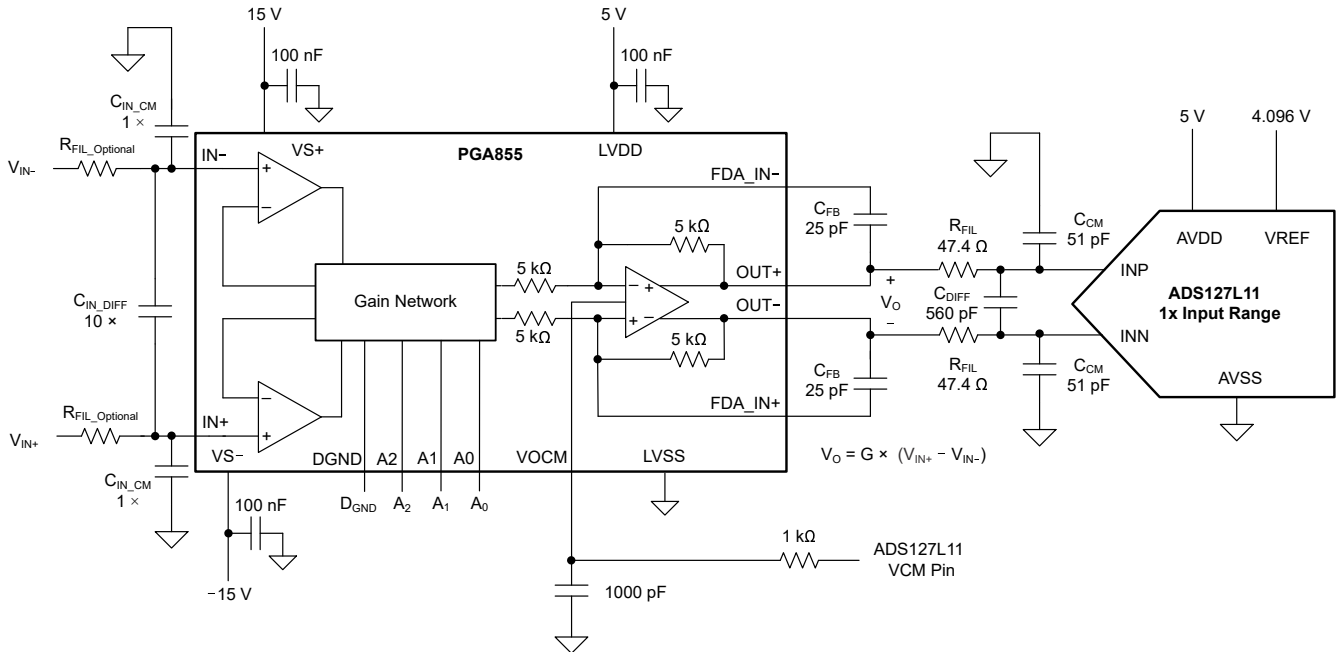 15 V
5 V
100 nF
100 nF
C_IN_CM
1 ×
5 V
4.096 V
R_FIL_Optional
IN−
VS+
PGA855
LVDD
V_IN−
FDA_IN−
C_FB
25 pF
R_FIL
47.4 Ω
C_CM
51 pF
AVDD
VREF
5 kΩ
5 kΩ
OUT+
+
INP
Gain Network
C_IN_DIFF
10 ×
V_O
C_DIFF
560 pF
ADS127L11
1x Input Range
OUT−
−
5 kΩ
5 kΩ
INN
C_FB
25 pF
R_FIL
47.4 Ω
C_CM
51 pF
AVSS
R_FIL_Optional
IN+
FDA_IN+
V_IN+
VS−
DGND
A2
A1
A0
VOCM
LVSS
V_O = G × (V_IN+ − V_IN−)
C_IN_CM
1 ×
100 nF
D_GND
A_2
A_1
A_0
1 kΩ
ADS127L11
VCM Pin
−15 V
1000 pF